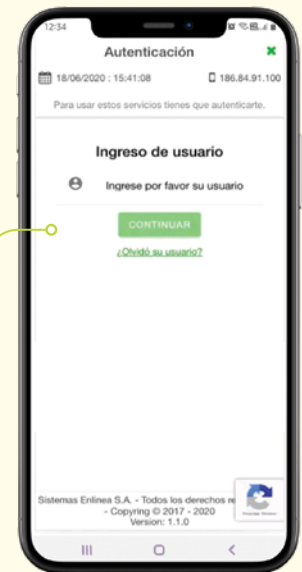 12:34
Autenticación
18/06/2020 : 15:41:08 186.84.91.100
Para usar estos servicios tienes que autenticarte.
Ingreso de usuario
Ingrese por favor su usuario
CONTINUAR
¿Olvidó su usuario?
Sistemas Enlinea S.A. - Todos los derechos re
- Copyring © 2017 - 2020
Version: 1.1.0